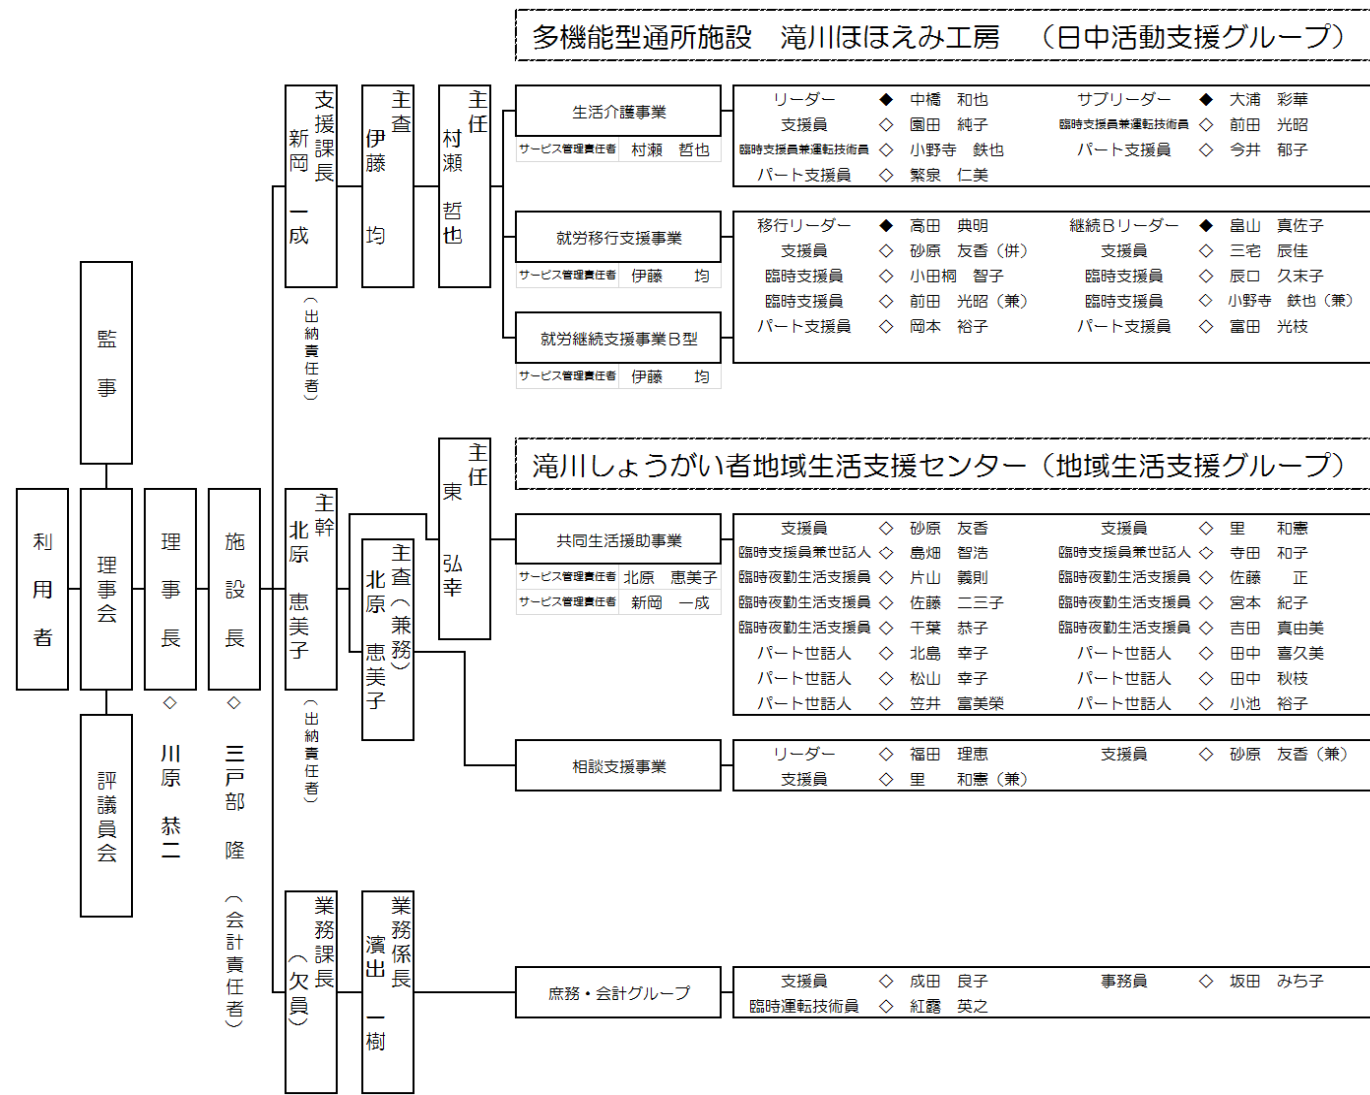 多機能型通所施設　滝川ほほえみ工房　（日中活動支援グループ）
支援課長
新岡　一成
（出納責任者）
主査
伊藤　均
主任
村瀬　哲也
生活介護事業
サービス管理責任者 村瀬　哲也
リーダー ◆ 中橋　和也 サブリーダー ◆ 大浦　彩華
支援員 ◇ 園田　純子 臨時支援員兼運転技術員 ◇ 前田　光昭
臨時支援員兼運転技術員 ◇ 小野寺　鉄也 パート支援員 ◇ 今井　郁子
パート支援員 ◇ 繁泉　仁美
就労移行支援事業
サービス管理責任者 伊藤　均
就労継続支援事業Ｂ型
サービス管理責任者 伊藤　均
移行リーダー ◆ 高田　典明 継続Ｂリーダー ◆ 畠山　真佐子
支援員 ◇ 砂原　友香（併） 支援員 ◇ 三宅　辰佳
臨時支援員 ◇ 小田桐　智子 臨時支援員 ◇ 辰口　久末子
臨時支援員 ◇ 前田　光昭（兼） 臨時支援員 ◇ 小野寺　鉄也（兼）
パート支援員 ◇ 岡本　裕子 パート支援員 ◇ 富田　光枝
監事
利用者
理事会
評議員会
理事長
◇　川原　恭二
施設長
◇　三戸部　隆　（会計責任者）
主幹
北原　恵美子
（出納責任者）
主査（兼務）
北原　恵美子
主任
東　弘幸
滝川しょうがい者地域生活支援センター（地域生活支援グループ）
共同生活援助事業
サービス管理責任者 北原　恵美子
サービス管理責任者 新岡　一成
支援員 ◇ 砂原　友香 支援員 ◇ 里　和憲
臨時支援員兼世話人 ◇ 島畑　智浩 臨時支援員兼世話人 ◇ 寺田　和子
臨時夜勤生活支援員 ◇ 片山　義則 臨時夜勤生活支援員 ◇ 佐藤　正
臨時夜勤生活支援員 ◇ 佐藤　二三子 臨時夜勤生活支援員 ◇ 宮本　紀子
臨時夜勤生活支援員 ◇ 千葉　恭子 臨時夜勤生活支援員 ◇ 吉田　真由美
パート世話人 ◇ 北島　幸子 パート世話人 ◇ 田中　喜久美
パート世話人 ◇ 松山　幸子 パート世話人 ◇ 田中　秋枝
パート世話人 ◇ 笠井　富美榮 パート世話人 ◇ 小池　裕子
相談支援事業
リーダー ◇ 福田　理恵 支援員 ◇ 砂原　友香（兼）
支援員 ◇ 里　和憲（兼）
業務課長
（欠員）
業務係長
濱出　一樹
庶務・会計グループ
支援員 ◇ 成田　良子 事務員 ◇ 坂田　みち子
臨時運転技術員 ◇ 紅露　英之